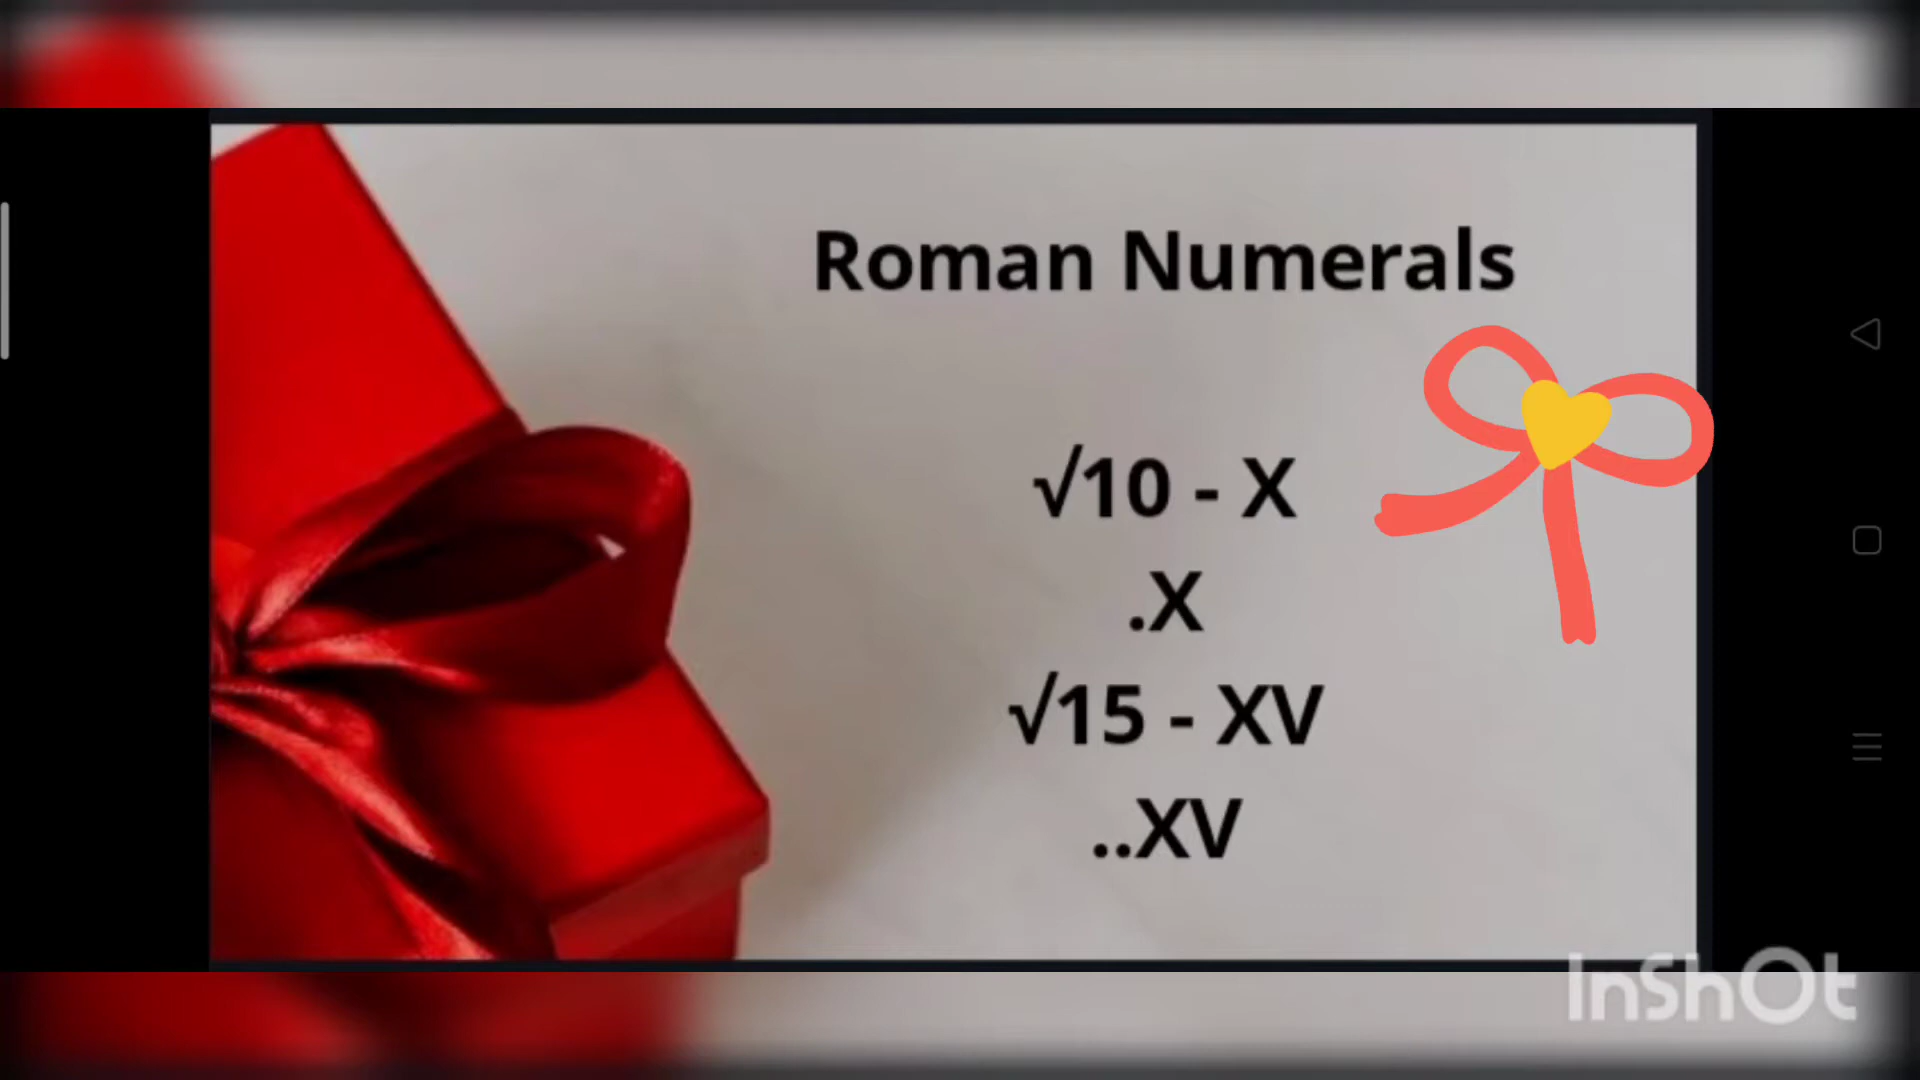 Roman Numerals
√10 - X
.X
√15 - XV
..XV
InShOt